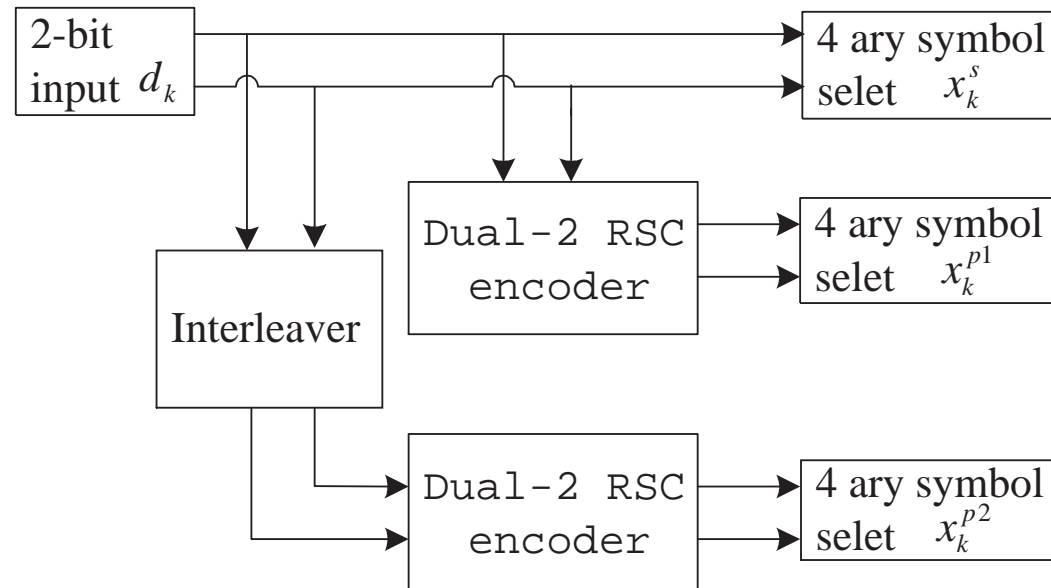 2-bit
input d_k
4 ary symbol
selet x_k^s
Dual-2 RSC
encoder
4 ary symbol
selet x_k^{p1}
Interleaver
Dual-2 RSC
encoder
4 ary symbol
selet x_k^{p2}